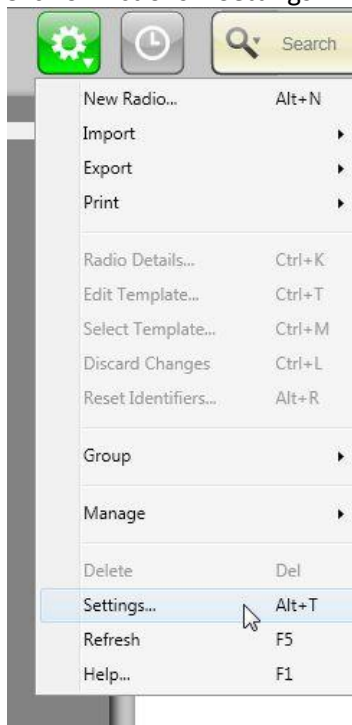 Search
New Radio... Alt+N
Import
Export
Print
Radio Details... Ctrl+K
Edit Template... Ctrl+T
Select Template... Ctrl+M
Discard Changes Ctrl+L
Reset Identifiers... Alt+R
Group
Manage
Delete Del
Settings... Alt+T
Refresh F5
Help... F1